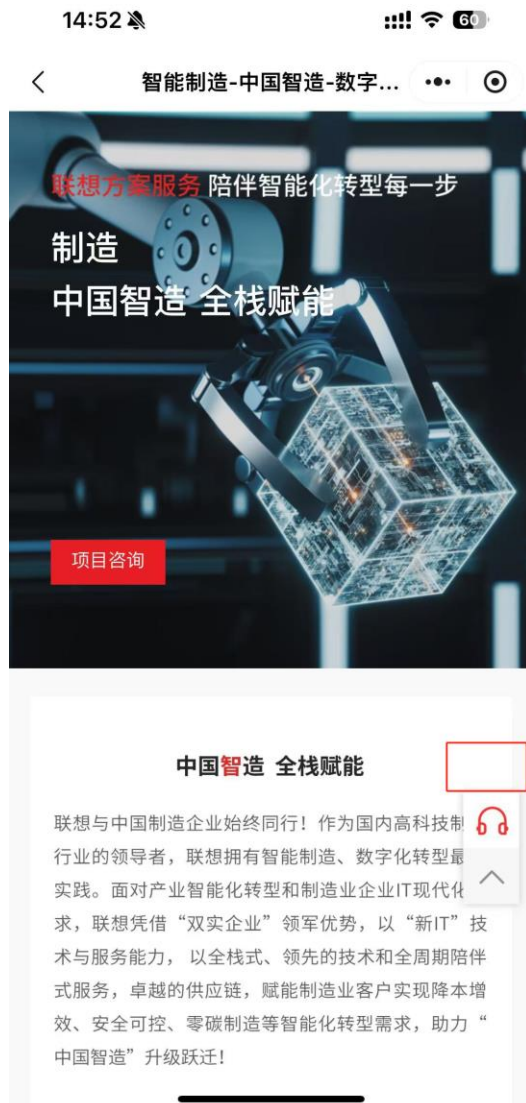 14:52
60
智能制造-中国智造-数字...
联想方案服务 陪伴智能化转型每一步
制造
中国智造 全栈赋能
项目咨询
中国智造 全栈赋能
联想与中国制造企业始终同行！作为国内高科技制
行业的领导者，联想拥有智能制造、数字化转型最
实践。面对产业智能化转型和制造业企业IT现代化
求，联想凭借“双实企业”领军优势，以“新IT”技
术与服务能力， 以全栈式、领先的技术和全周期陪伴
式服务，卓越的供应链，赋能制造业客户实现降本增
效、安全可控、零碳制造等智能化转型需求，助力“
中国智造”升级跃迁！